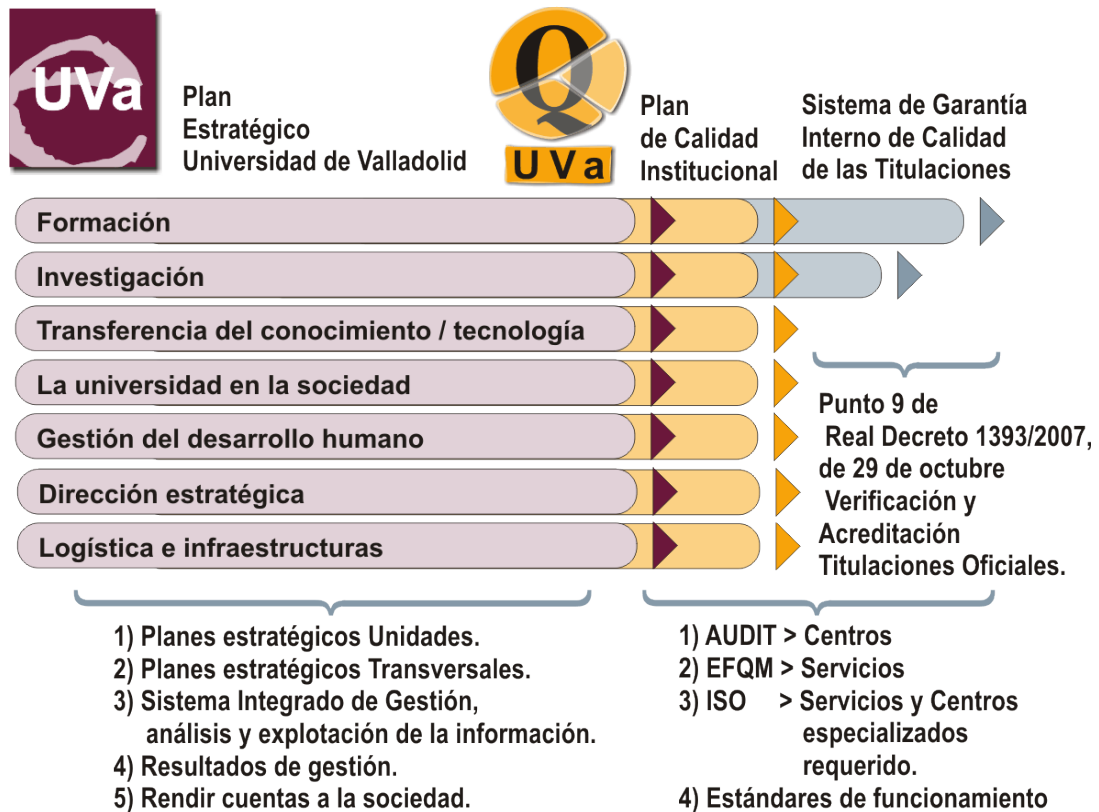 UVa
Plan
Estratégico
Universidad de Valladolid
Q
UVa
Plan
de Calidad
Institucional
Sistema de Garantía
Interno de Calidad
de las Titulaciones
Formación
Investigación
Transferencia del conocimiento / tecnología
La universidad en la sociedad
Gestión del desarrollo humano
Dirección estratégica
Logística e infraestructuras
Punto 9 de
Real Decreto 1393/2007,
de 29 de octubre
Verificación y
Acreditación
Titulaciones Oficiales.
1) Planes estratégicos Unidades.
2) Planes estratégicos Transversales.
3) Sistema Integrado de Gestión,
análisis y explotación de la información.
4) Resultados de gestión.
5) Rendir cuentas a la sociedad.
1) AUDIT > Centros
2) EFQM > Servicios
3) ISO > Servicios y Centros
especializados
requerido.
4) Estándares de funcionamiento